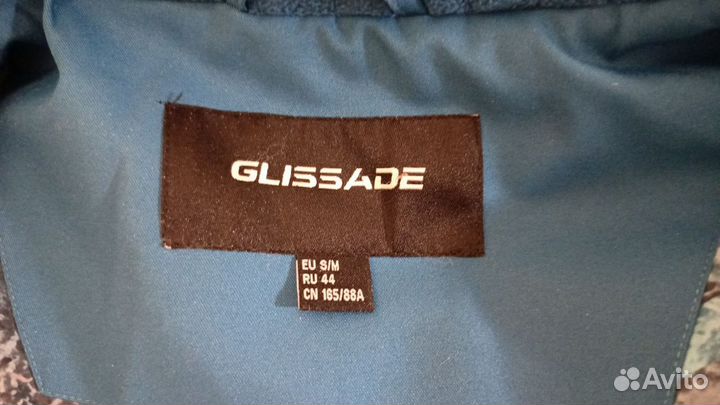 GLISSADE
EU S/M
RU 44
CN 165/88A
Avito